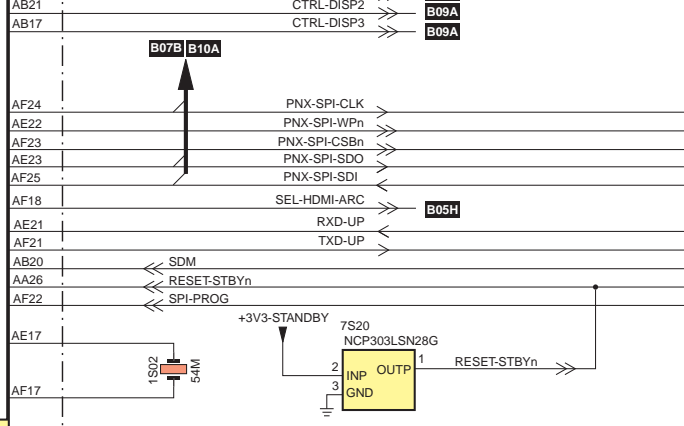 AB21 CTRL-DISP2 B09A
AB17 CTRL-DISP3 B09A
B07B B10A
AF24 PNX-SPI-CLK
AE22 PNX-SPI-WPn
AF23 PNX-SPI-CSBn
AE23 PNX-SPI-SDO
AF25 PNX-SPI-SDI
AF18 SEL-HDMI-ARC B05H
AE21 RXD-UP
AF21 TXD-UP
AB20 SDM
AA26 RESET-STBYn
AF22 SPI-PROG
+3V3-STANDBY 7S20
NCP303LSN28G
AE17
1S02 54M
2 INP OUTP 1 RESET-STBYn
3 GND
AF17